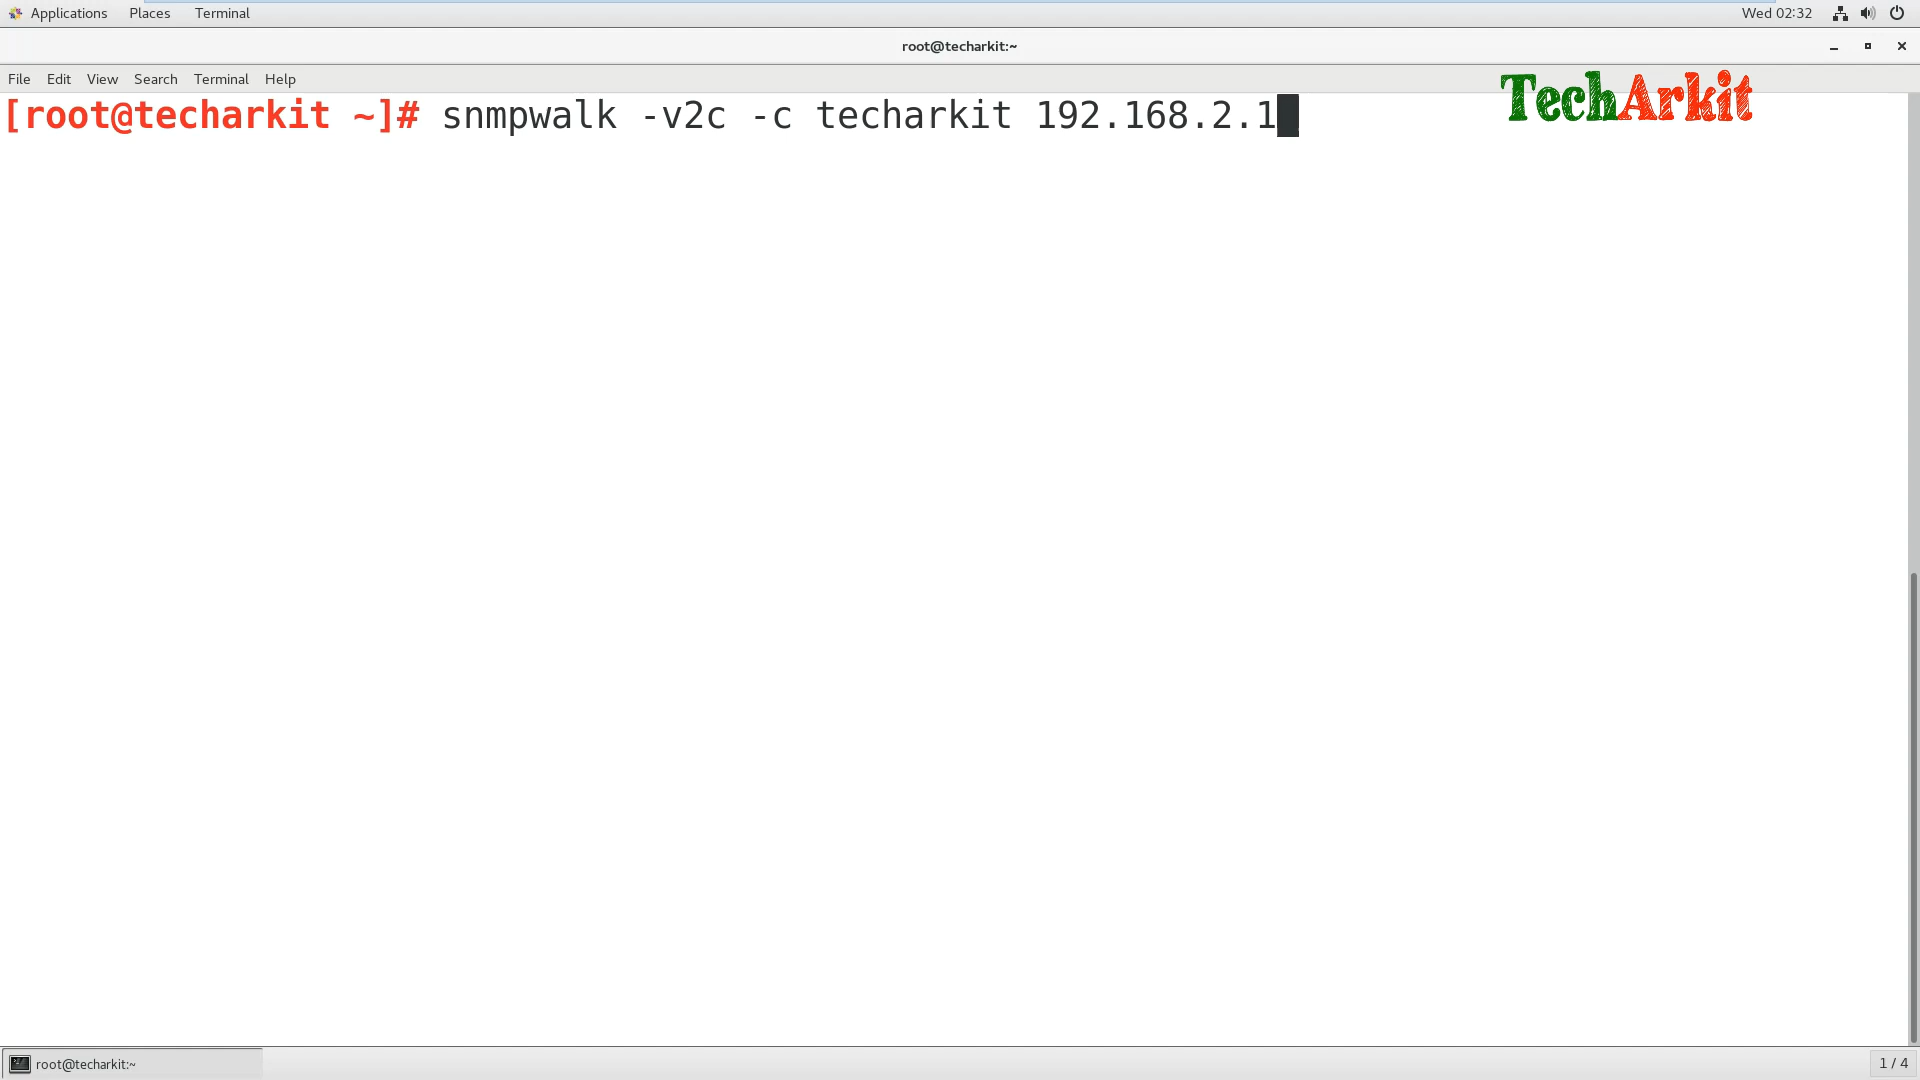 Applications Places Terminal Wed 02:32
root@techarkit:~
File Edit View Search Terminal Help
TechArkit
[root@techarkit ~]# snmpwalk -v2c -c techarkit 192.168.2.1
root@techarkit:~ 1 / 4